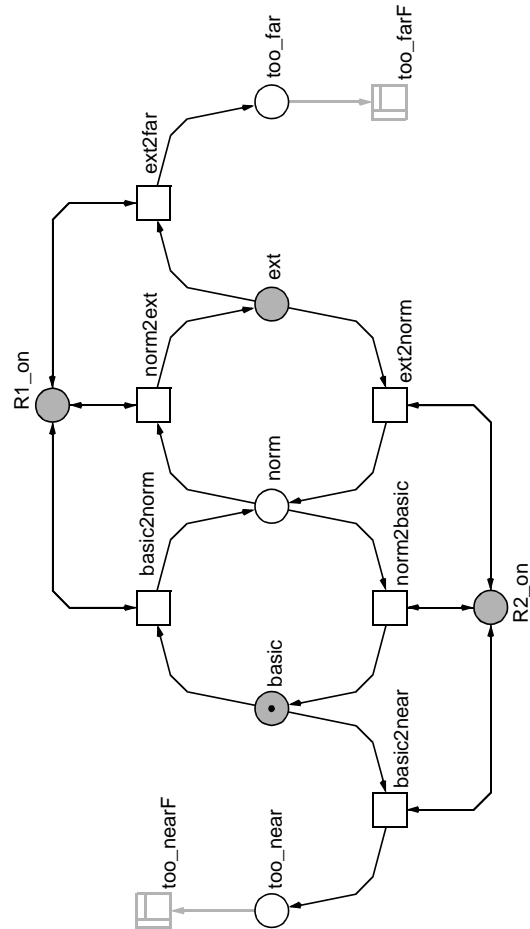 too_far
too_farF
ext2far
ext
norm2ext
ext2norm
R1_on
norm
basic2norm
norm2basic
R2_on
basic
basic2near
too_nearF
too_near